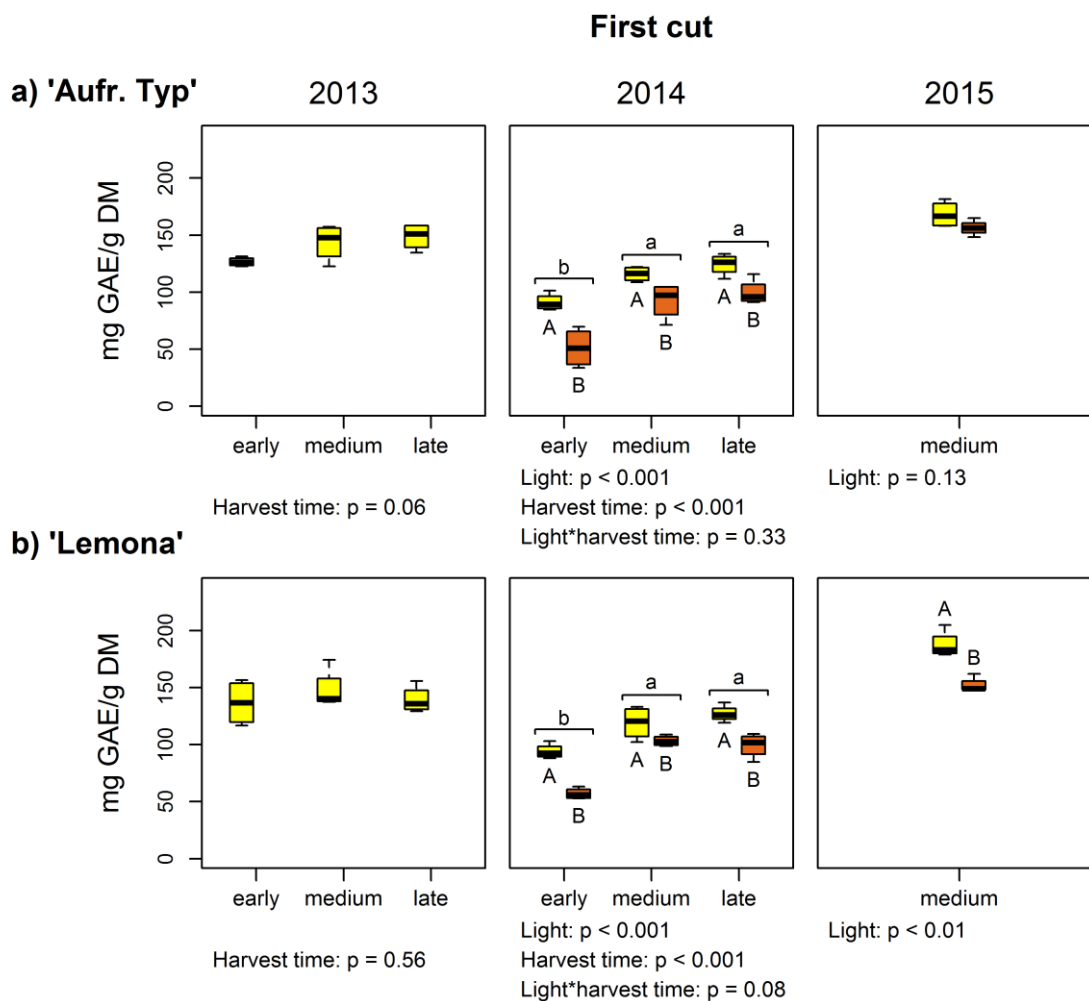 First cut
a) 'Aufr. Typ' 2013 2014 2015
mg GAE/g DM
200
150
100
50
0
b
a
a
A
B
A
B
A
B
early medium late
early medium late
medium
Harvest time: p = 0.06
Light: p < 0.001
Harvest time: p < 0.001
Light*harvest time: p = 0.33
Light: p = 0.13
b) 'Lemona'
mg GAE/g DM
200
150
100
50
0
b
a
a
A
B
A
B
A
B
A
B
early medium late
early medium late
medium
Harvest time: p = 0.56
Light: p < 0.001
Harvest time: p < 0.001
Light*harvest time: p = 0.08
Light: p < 0.01